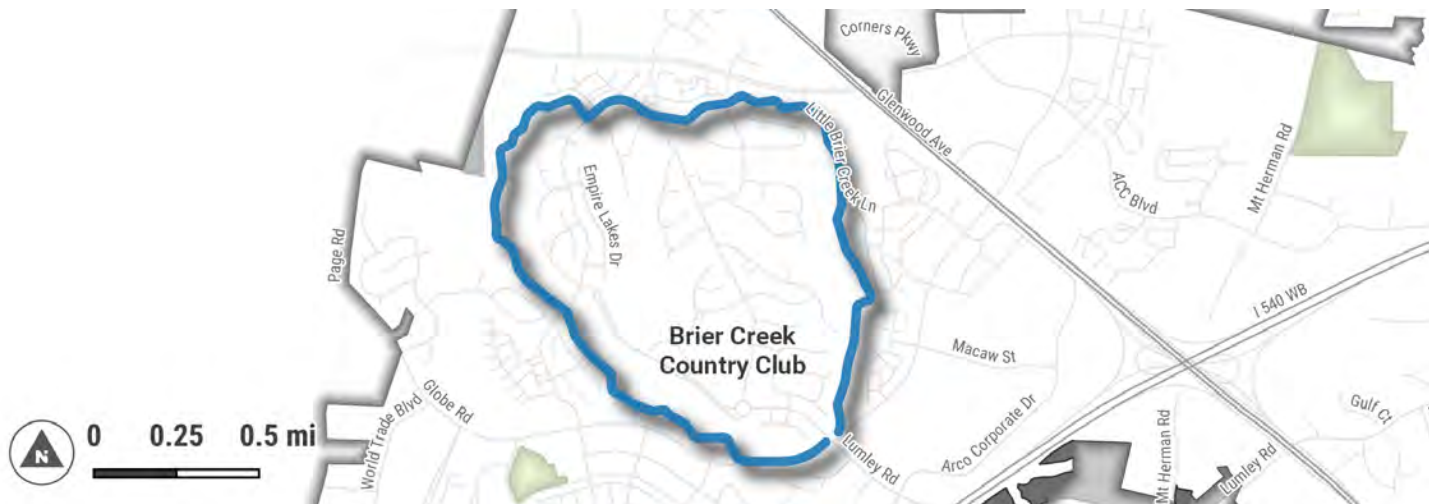 Corners Pkwy
Glenwood Ave
Little Brier Creek Ln
Mt Herman Rd
ACC Blvd
Empire Lakes Dr
Page Rd
I 540 WB
Brier Creek
Country Club
Macaw St
Globe Rd
World Trade Blvd
Gulf Ct
Arco Corporate Dr
Lumley Rd
Mt Herman Rd
Lumley Rd
N
0 0.25 0.5 mi